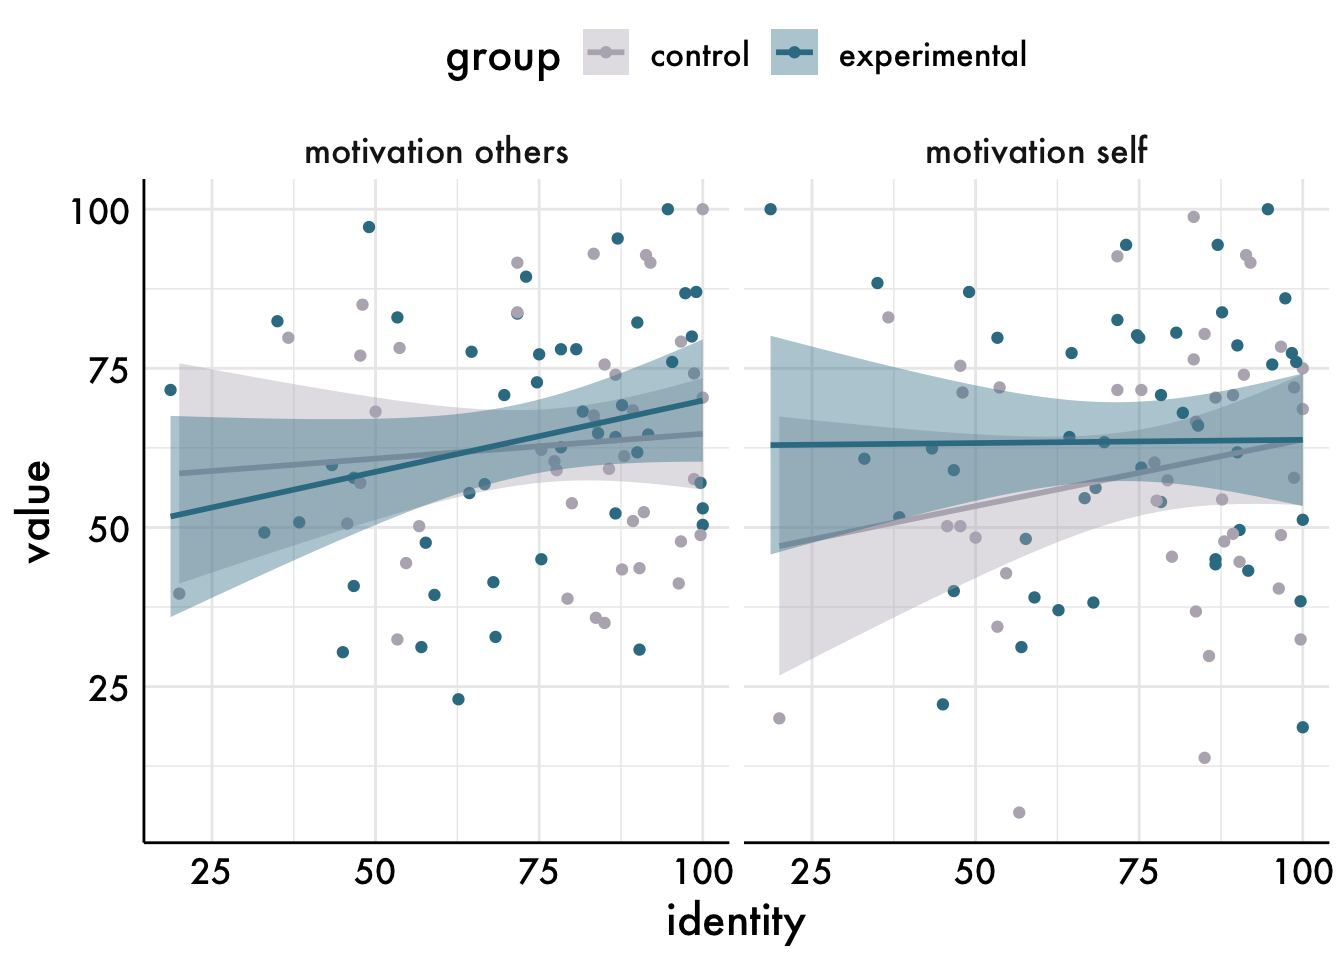 group control experimental
motivation others motivation self
100
75
50
25
value
25 50 75 100 25 50 75 100
identity